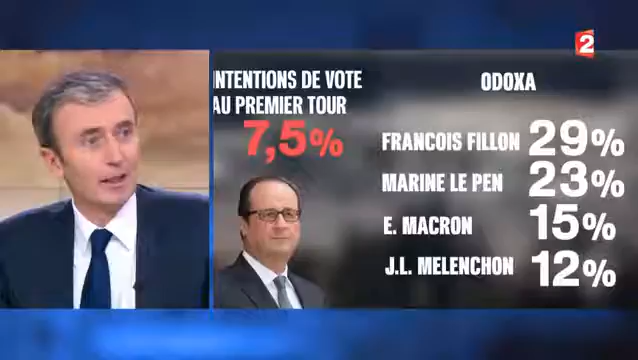 2
INTENTIONS DE VOTE
AU PREMIER TOUR
7,5%
ODOXA
FRANCOIS FILLON 29%
MARINE LE PEN 23%
E. MACRON 15%
J.L. MELENCHON 12%